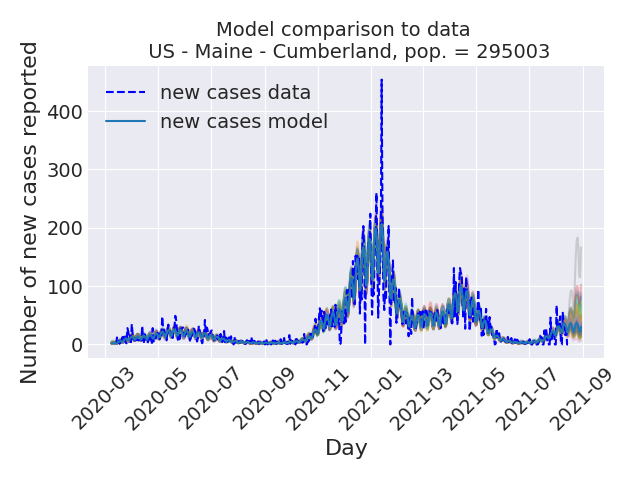 Model comparison to data
US - Maine - Cumberland, pop. = 295003
Number of new cases reported
new cases data
new cases model
400
300
200
100
0
2020-03
2020-05
2020-07
2020-09
2020-11
2021-01
2021-03
2021-05
2021-07
2021-09
Day